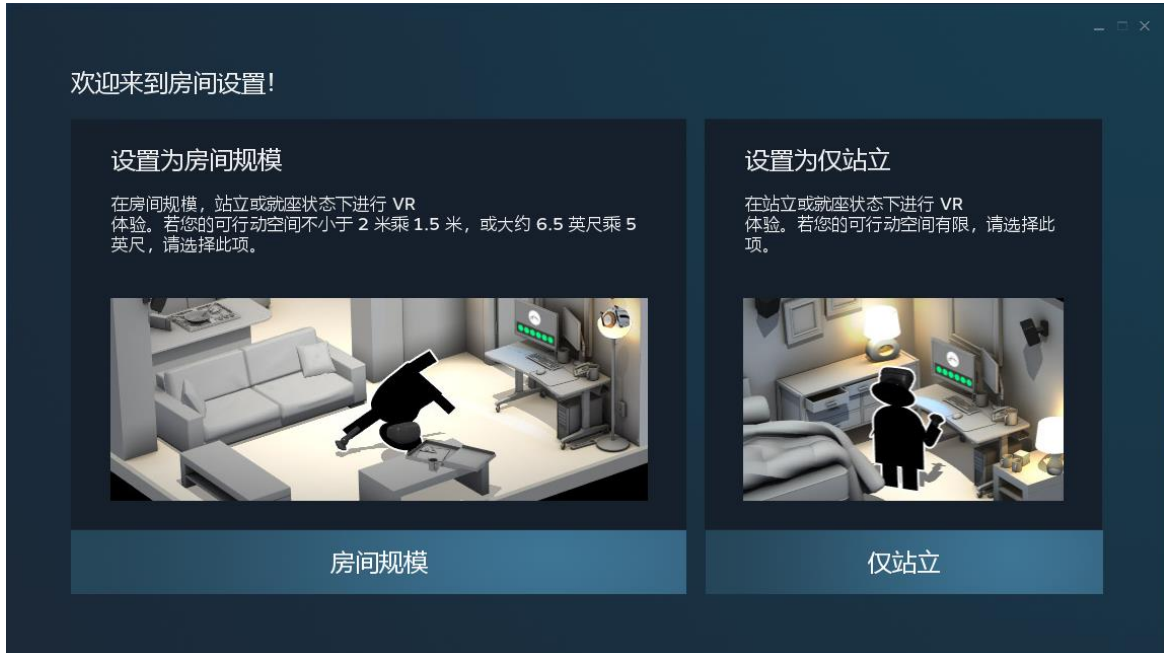 欢迎来到房间设置!
设置为房间规模
在房间规模，站立或就座状态下进行 VR
体验。若您的可行动空间不小于 2 米乘 1.5 米，或大约 6.5 英尺乘 5
英尺，请选择此项。
房间规模
设置为仅站立
在站立或就座状态下进行 VR
体验。若您的可行动空间有限，请选择此
项。
仅站立